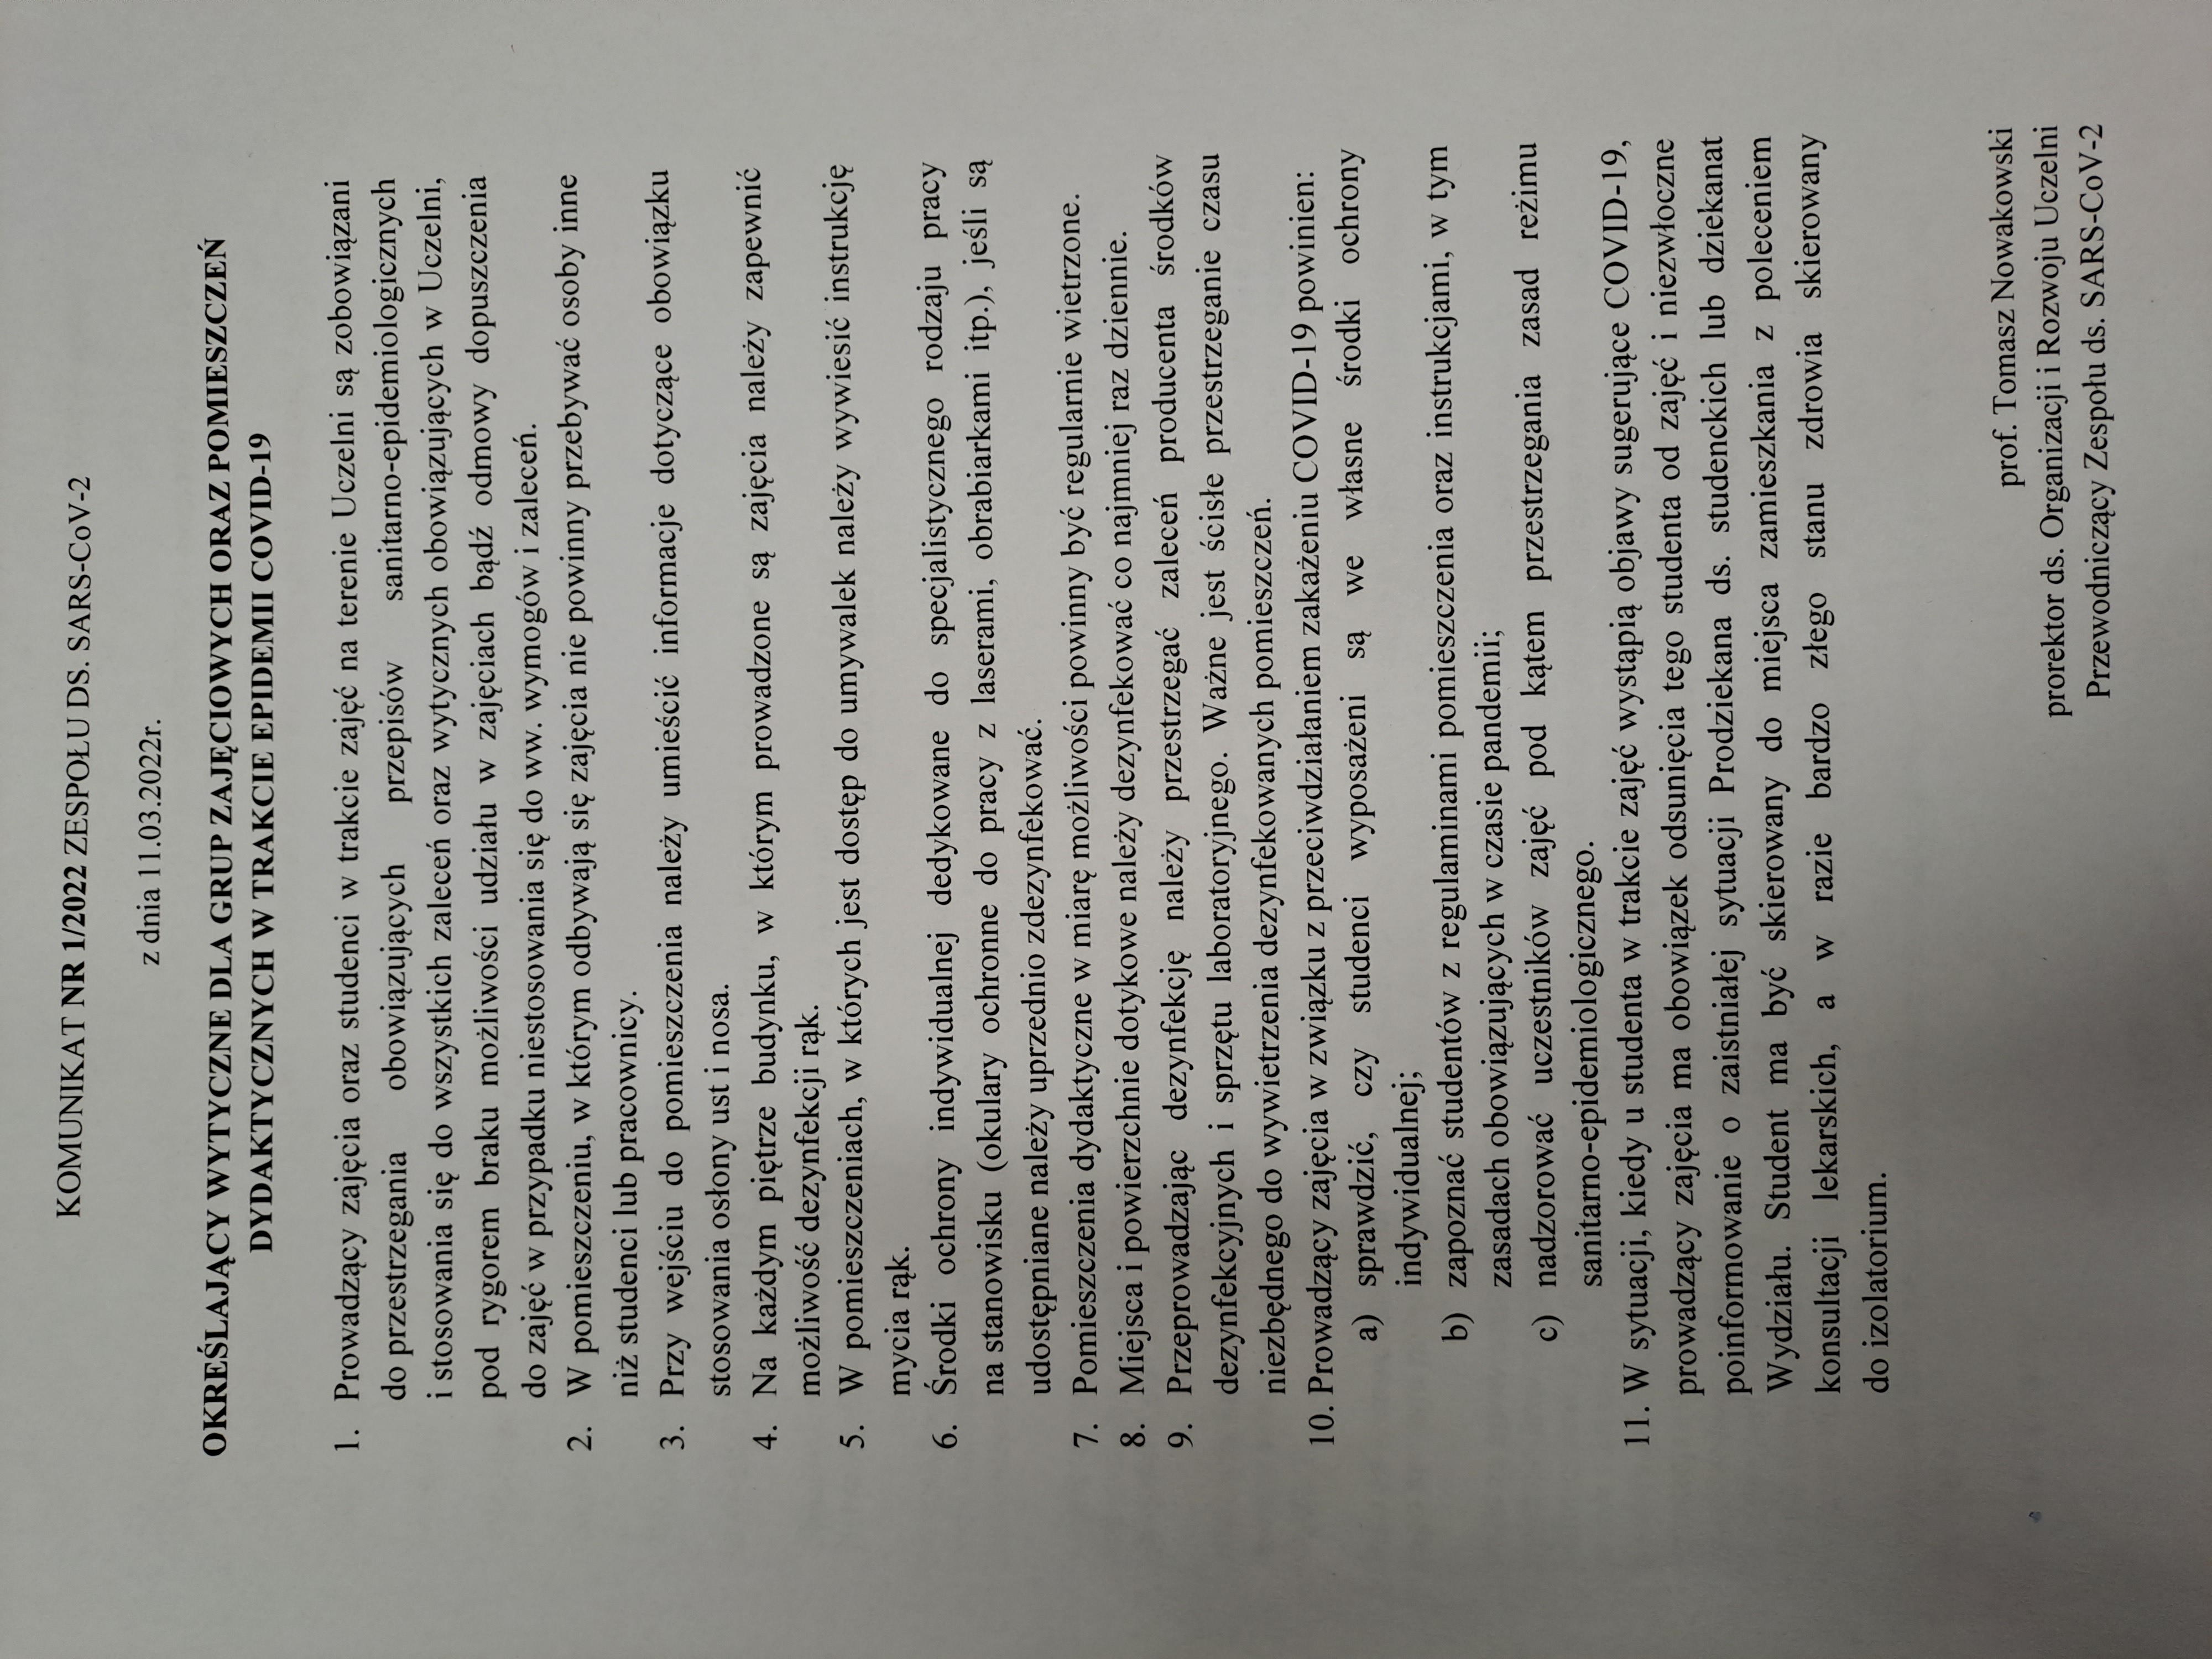 KOMUNIKAT NR 1/2022 ZESPOŁU DS. SARS-CoV-2
z dnia 11.03.2022r.
OKREŚLAJĄCY WYTYCZNE DLA GRUP ZAJĘCIOWYCH ORAZ POMIESZCZEŃ
DYDAKTYCZNYCH W TRAKCIE EPIDEMII COVID-19
1. Prowadzący zajęcia oraz studenci w trakcie zajęć na terenie Uczelni są zobowiązani
do przestrzegania obowiązujących przepisów sanitarno-epidemiologicznych
i stosowania się do wszystkich zaleceń oraz wytycznych obowiązujących w Uczelni,
pod rygorem braku możliwości udziału w zajęciach bądź odmowy dopuszczenia
do zajęć w przypadku niestosowania się do ww. wymogów i zaleceń.
2. W pomieszczeniu, w którym odbywają się zajęcia nie powinny przebywać osoby inne
niż studenci lub pracownicy.
3. Przy wejściu do pomieszczenia należy umieścić informacje dotyczące obowiązku
stosowania osłony ust i nosa.
4. Na każdym piętrze budynku, w którym prowadzone są zajęcia należy zapewnić
możliwość dezynfekcji rąk.
5. W pomieszczeniach, w których jest dostęp do umywalek należy wywiesić instrukcję
mycia rąk.
6. Środki ochrony indywidualnej dedykowane do specjalistycznego rodzaju pracy
na stanowisku (okulary ochronne do pracy z laserami, obrabiarkami itp.), jeśli są
udostępniane należy uprzednio zdezynfekować.
7. Pomieszczenia dydaktyczne w miarę możliwości powinny być regularnie wietrzone.
8. Miejsca i powierzchnie dotykowe należy dezynfekować co najmniej raz dziennie.
9. Przeprowadzając dezynfekcję należy przestrzegać zaleceń producenta środków
dezynfekcyjnych i sprzętu laboratoryjnego. Ważne jest ścisłe przestrzeganie czasu
niezbędnego do wywietrzenia dezynfekowanych pomieszczeń.
10. Prowadzący zajęcia w związku z przeciwdziałaniem zakażeniu COVID-19 powinien:
a) sprawdzić, czy studenci wyposażeni są we własne środki ochrony
indywidualnej;
b) zapoznać studentów z regulaminami pomieszczenia oraz instrukcjami, w tym
zasadach obowiązujących w czasie pandemii;
c) nadzorować uczestników zajęć pod kątem przestrzegania zasad reżimu
sanitarno-epidemiologicznego.
11. W sytuacji, kiedy u studenta w trakcie zajęć wystąpią objawy sugerujące COVID-19,
prowadzący zajęcia ma obowiązek odsunięcia tego studenta od zajęć i niezwłoczne
poinformowanie o zaistniałej sytuacji Prodziekana ds. studenckich lub dziekanat
Wydziału. Student ma być skierowany do miejsca zamieszkania z poleceniem
konsultacji lekarskich, a w razie bardzo złego stanu zdrowia skierowany
do izolatorium.
prof. Tomasz Nowakowski
prorektor ds. Organizacji i Rozwoju Uczelni
Przewodniczący Zespołu ds. SARS-CoV-2